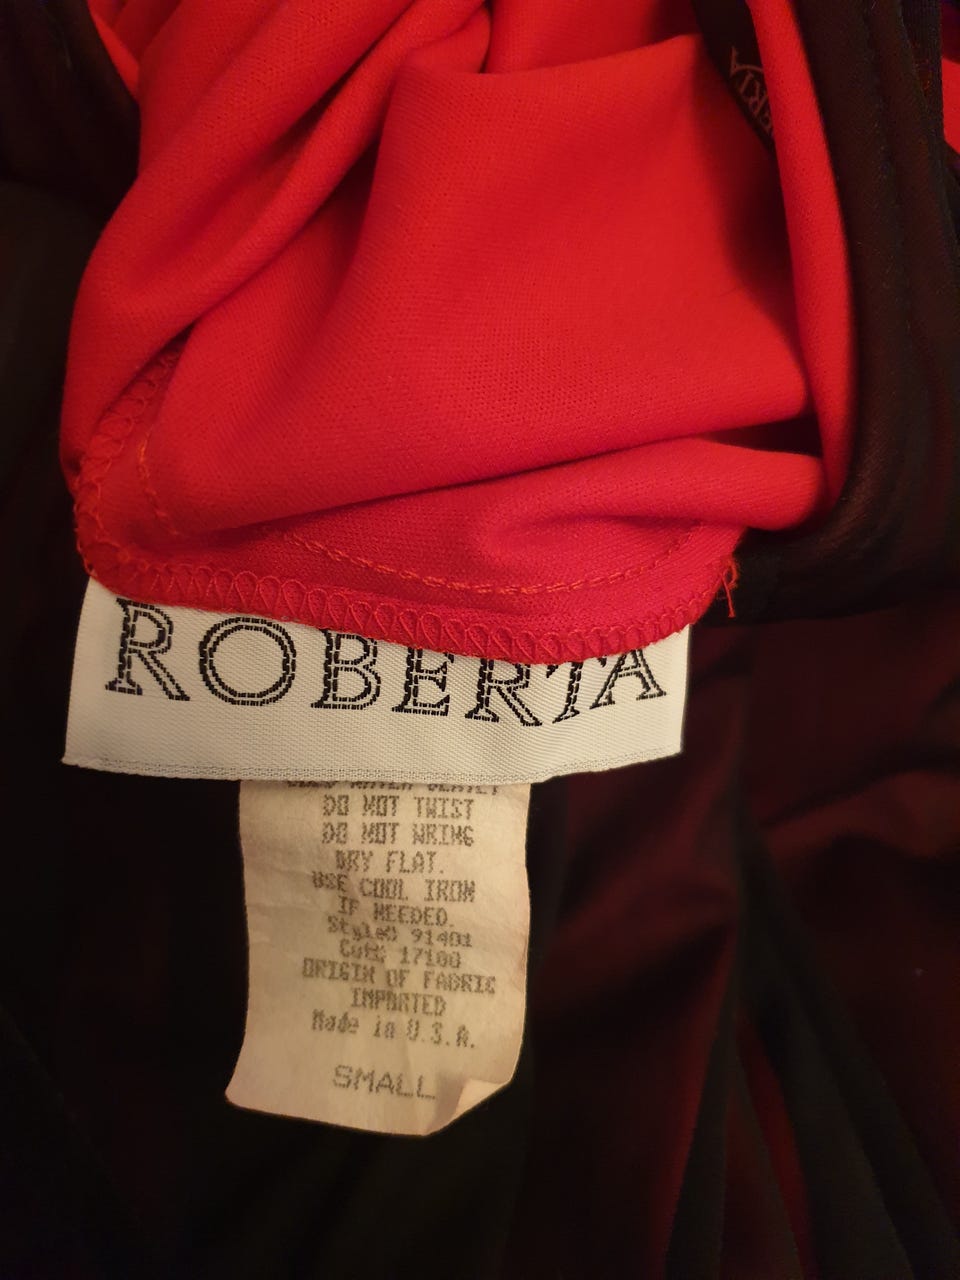 ROBERTA
DO NOT TWIST
DO NOT WRING
DRY FLAT.
USE COOL IRON
IF NEEDED.
Style: 91401
Cut: 17100
ORIGIN OF FABRIC
IMPORTED
Made in U.S.A.
SMALL